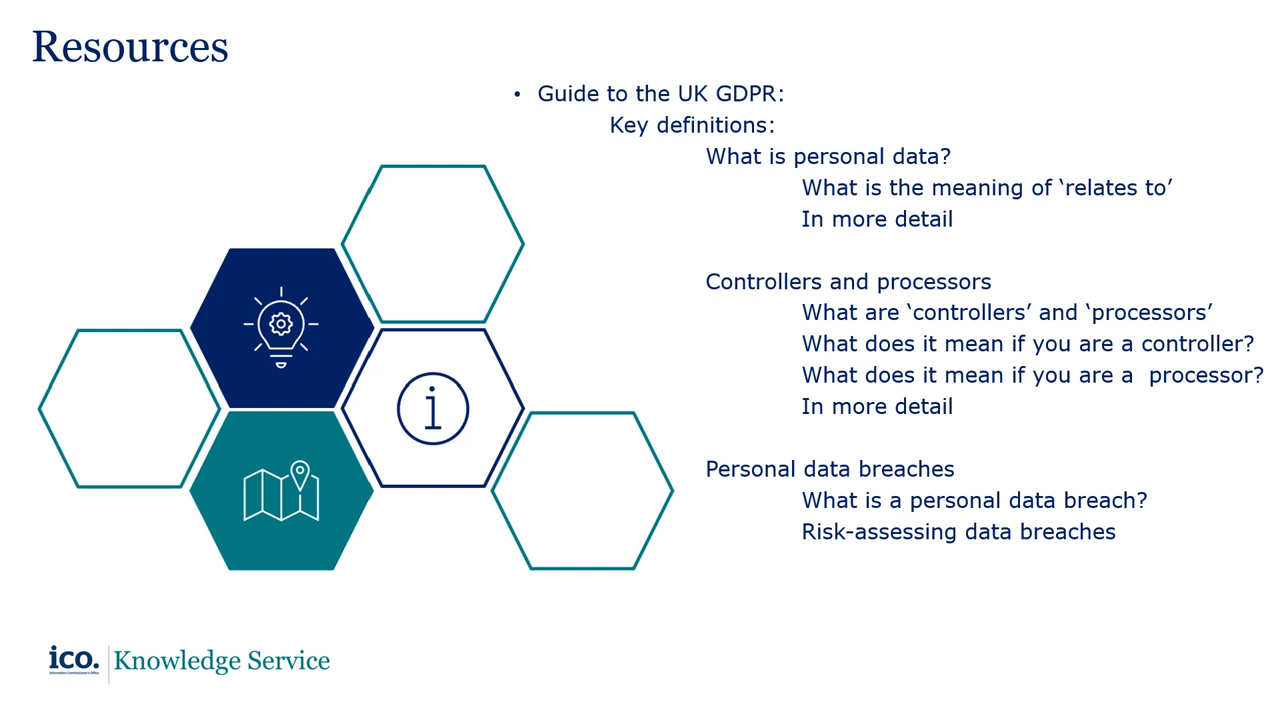 Resources
• Guide to the UK GDPR:
Key definitions:
What is personal data?
What is the meaning of ‘relates to’
In more detail
Controllers and processors
What are ‘controllers’ and ‘processors’
What does it mean if you are a controller?
What does it mean if you are a  processor?
In more detail
Personal data breaches
What is a personal data breach?
Risk-assessing data breaches
i
ico.
Information Commissioner's Office
Knowledge Service